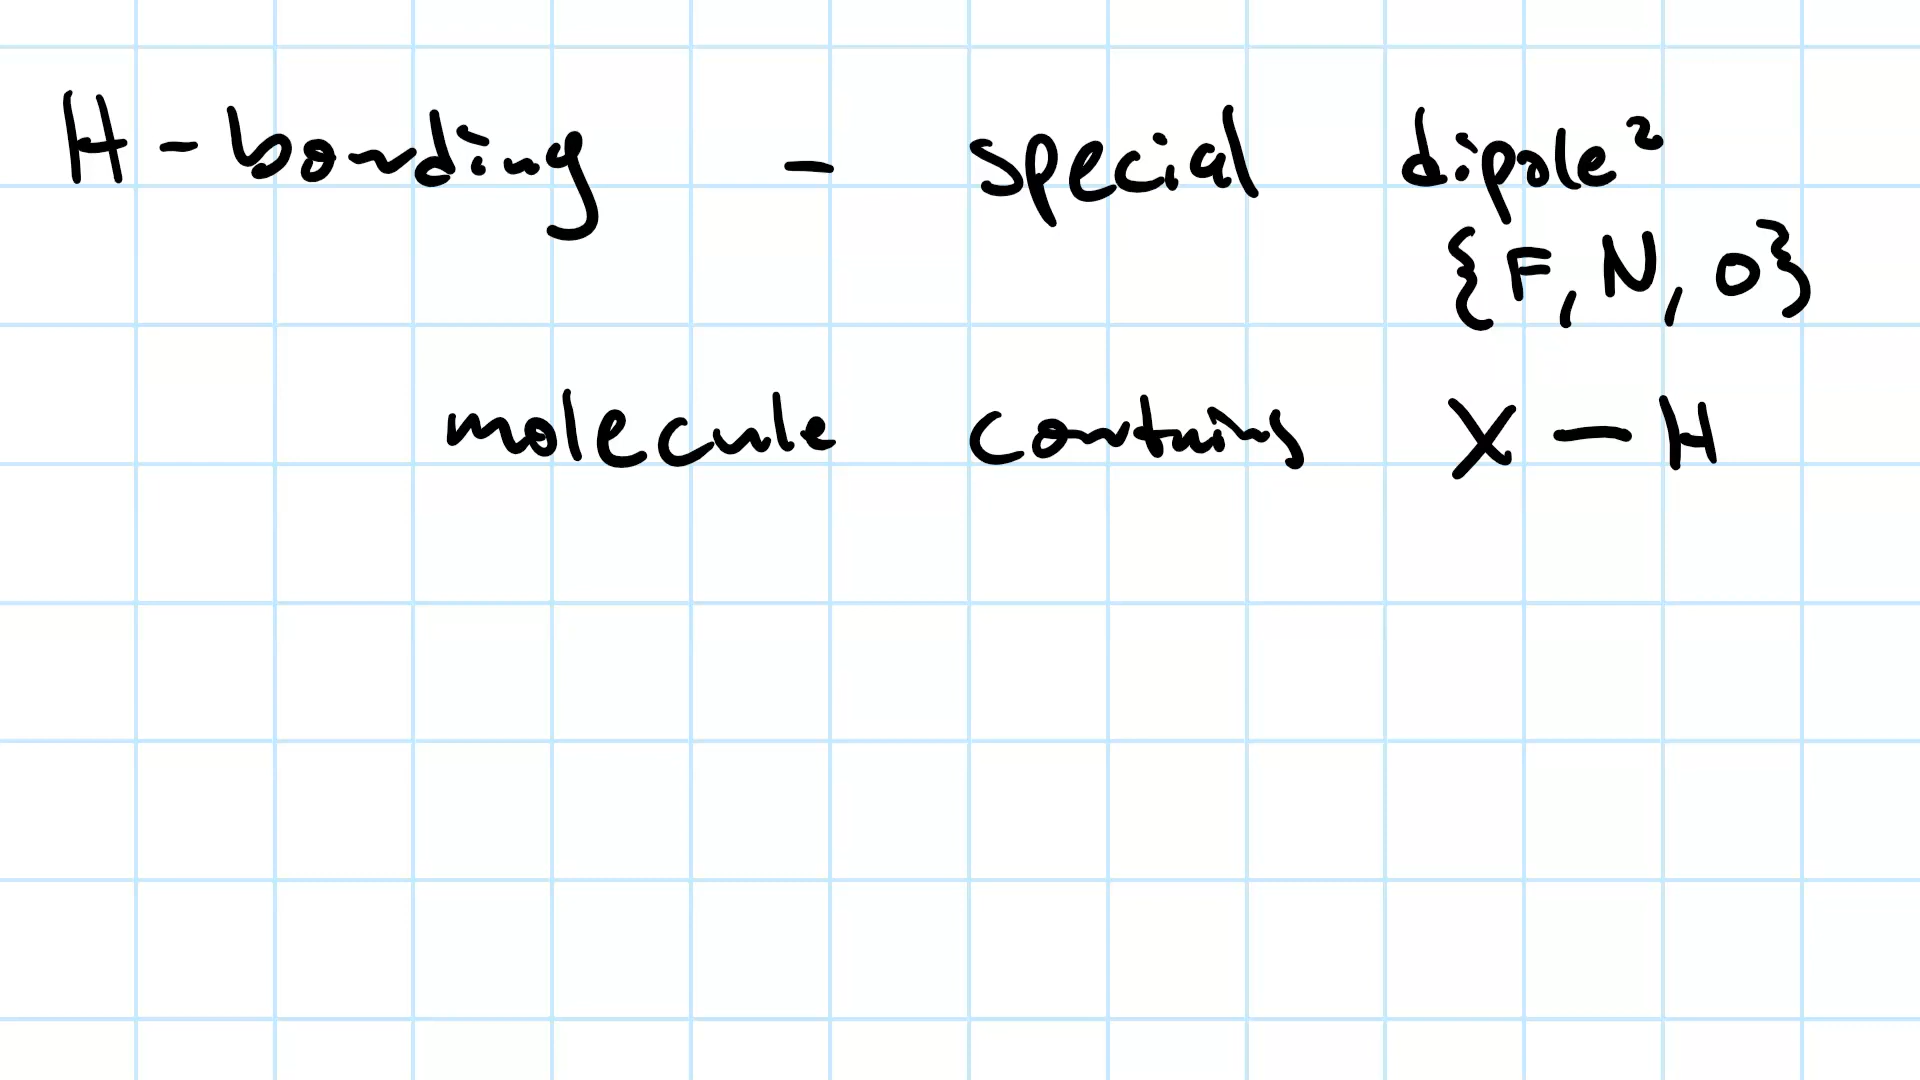 H-bonding - special dipole²
{F, N, O}
molecule contains X-H